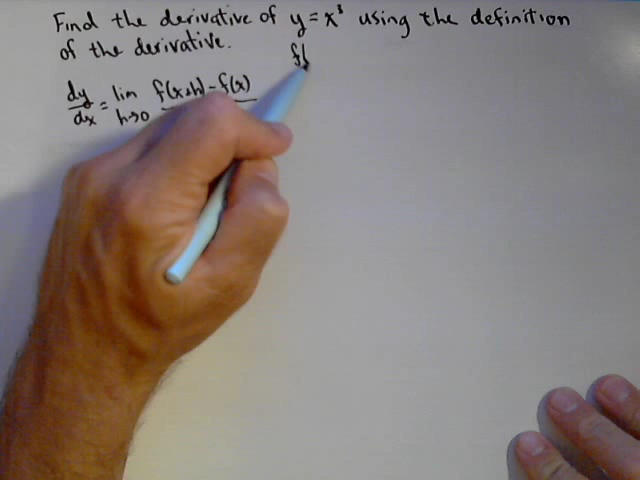 Find the derivative of y = x³ using the definition
of the derivative. f(
dy/dx = lim h→0 f(x+h) - f(x)